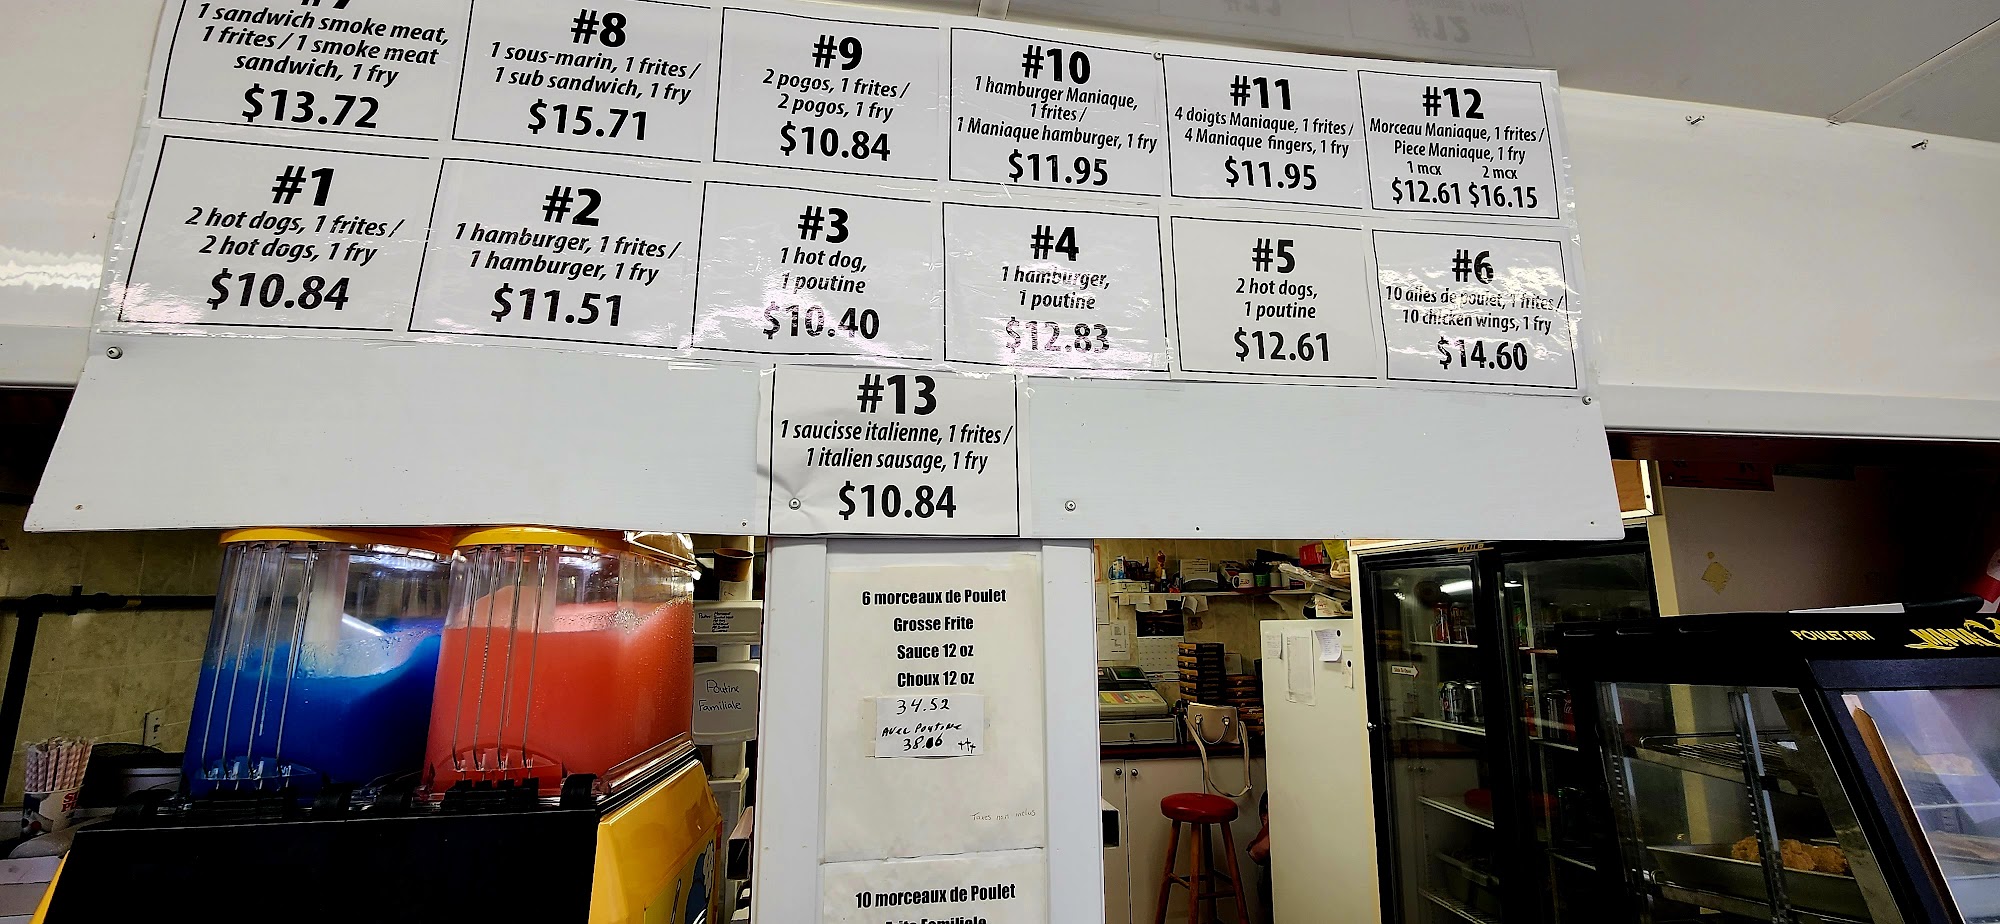 1 sandwich smoke meat,
1 frites / 1 smoke meat
sandwich, 1 fry
$13.72
#8
1 sous-marin, 1 frites /
1 sub sandwich, 1 fry
$15.71
#9
2 pogos, 1 frites /
2 pogos, 1 fry
$10.84
#10
1 hamburger Maniaque,
1 frites /
1 Maniaque hamburger, 1 fry
$11.95
#11
4 doigts Maniaque, 1 frites /
4 Maniaque fingers, 1 fry
$11.95
#12
Morceau Maniaque, 1 frites /
Piece Maniaque, 1 fry
1 mcx 2 mcx
$12.61 $16.15
#1
2 hot dogs, 1 frites /
2 hot dogs, 1 fry
$10.84
#2
1 hamburger, 1 frites /
1 hamburger, 1 fry
$11.51
#3
1 hot dog,
1 poutine
$10.40
#4
1 hamburger,
1 poutine
$12.83
#5
2 hot dogs,
1 poutine
$12.61
#6
10 ailes de poulet, 1 frites /
10 chicken wings, 1 fry
$14.60
#13
1 saucisse italienne, 1 frites /
1 italien sausage, 1 fry
$10.84
6 morceaux de Poulet
Grosse Frite
Sauce 12 oz
Choux 12 oz
34.52
Avec Poutine
38.06
Taxes non inclus
10 morceaux de Poulet
Frite Familiale
Poutine
Familiale
POULET FRIT